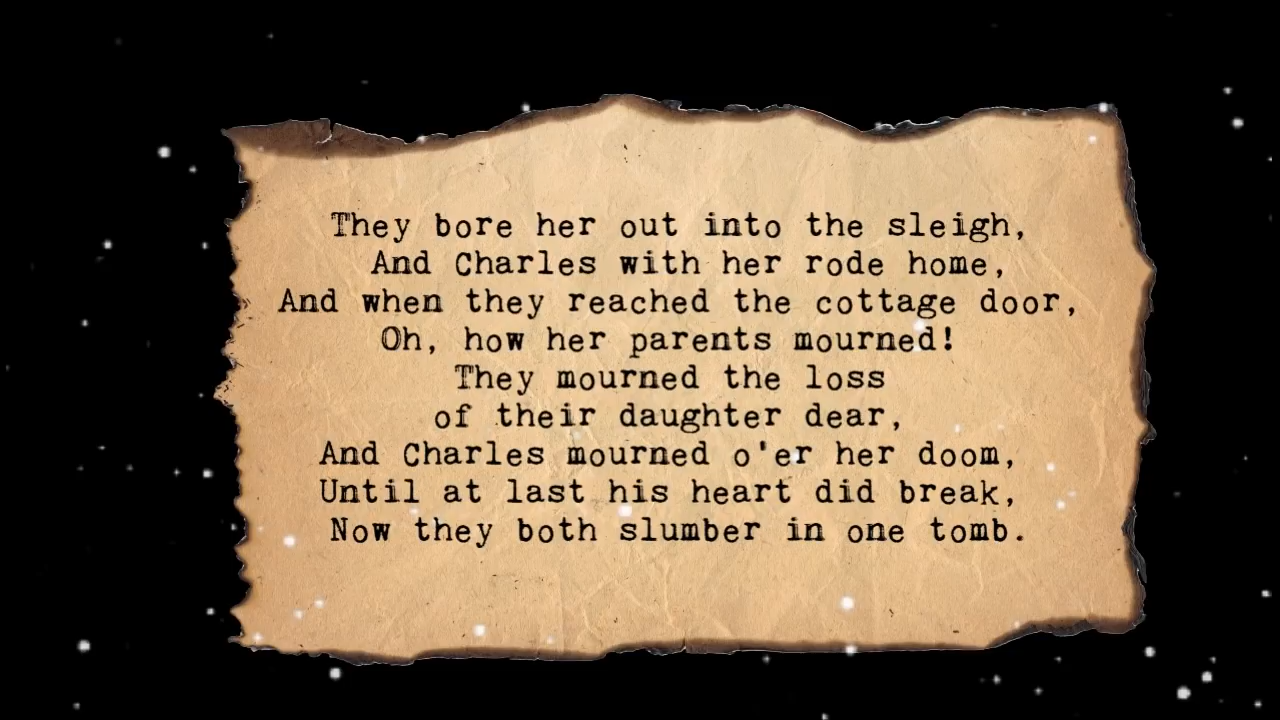 They bore her out into the sleigh,
And Charles with her rode home,
And when they reached the cottage door,
Oh, how her parents mourned!
They mourned the loss
of their daughter dear,
And Charles mourned o'er her doom,
Until at last his heart did break,
Now they both slumber in one tomb.